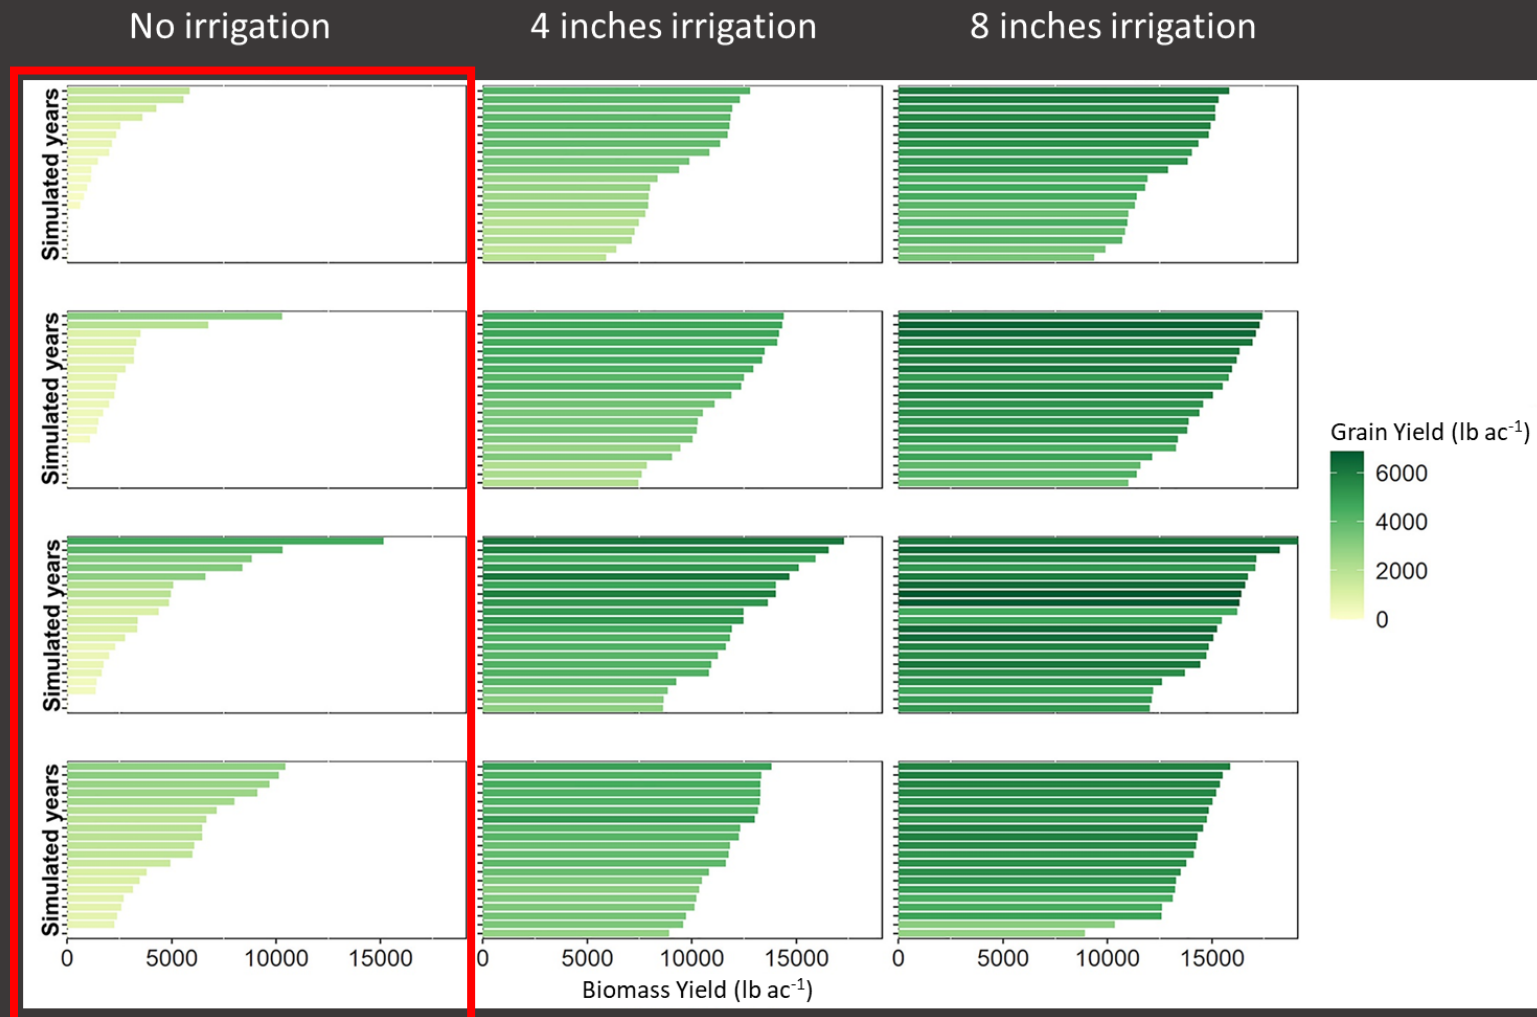 No irrigation
4 inches irrigation
8 inches irrigation
Simulated years
Simulated years
Simulated years
Simulated years
0 5000 10000 15000
0 5000 10000 15000
0 5000 10000 15000
Biomass Yield (lb ac⁻¹)
Grain Yield (lb ac⁻¹)
6000
4000
2000
0